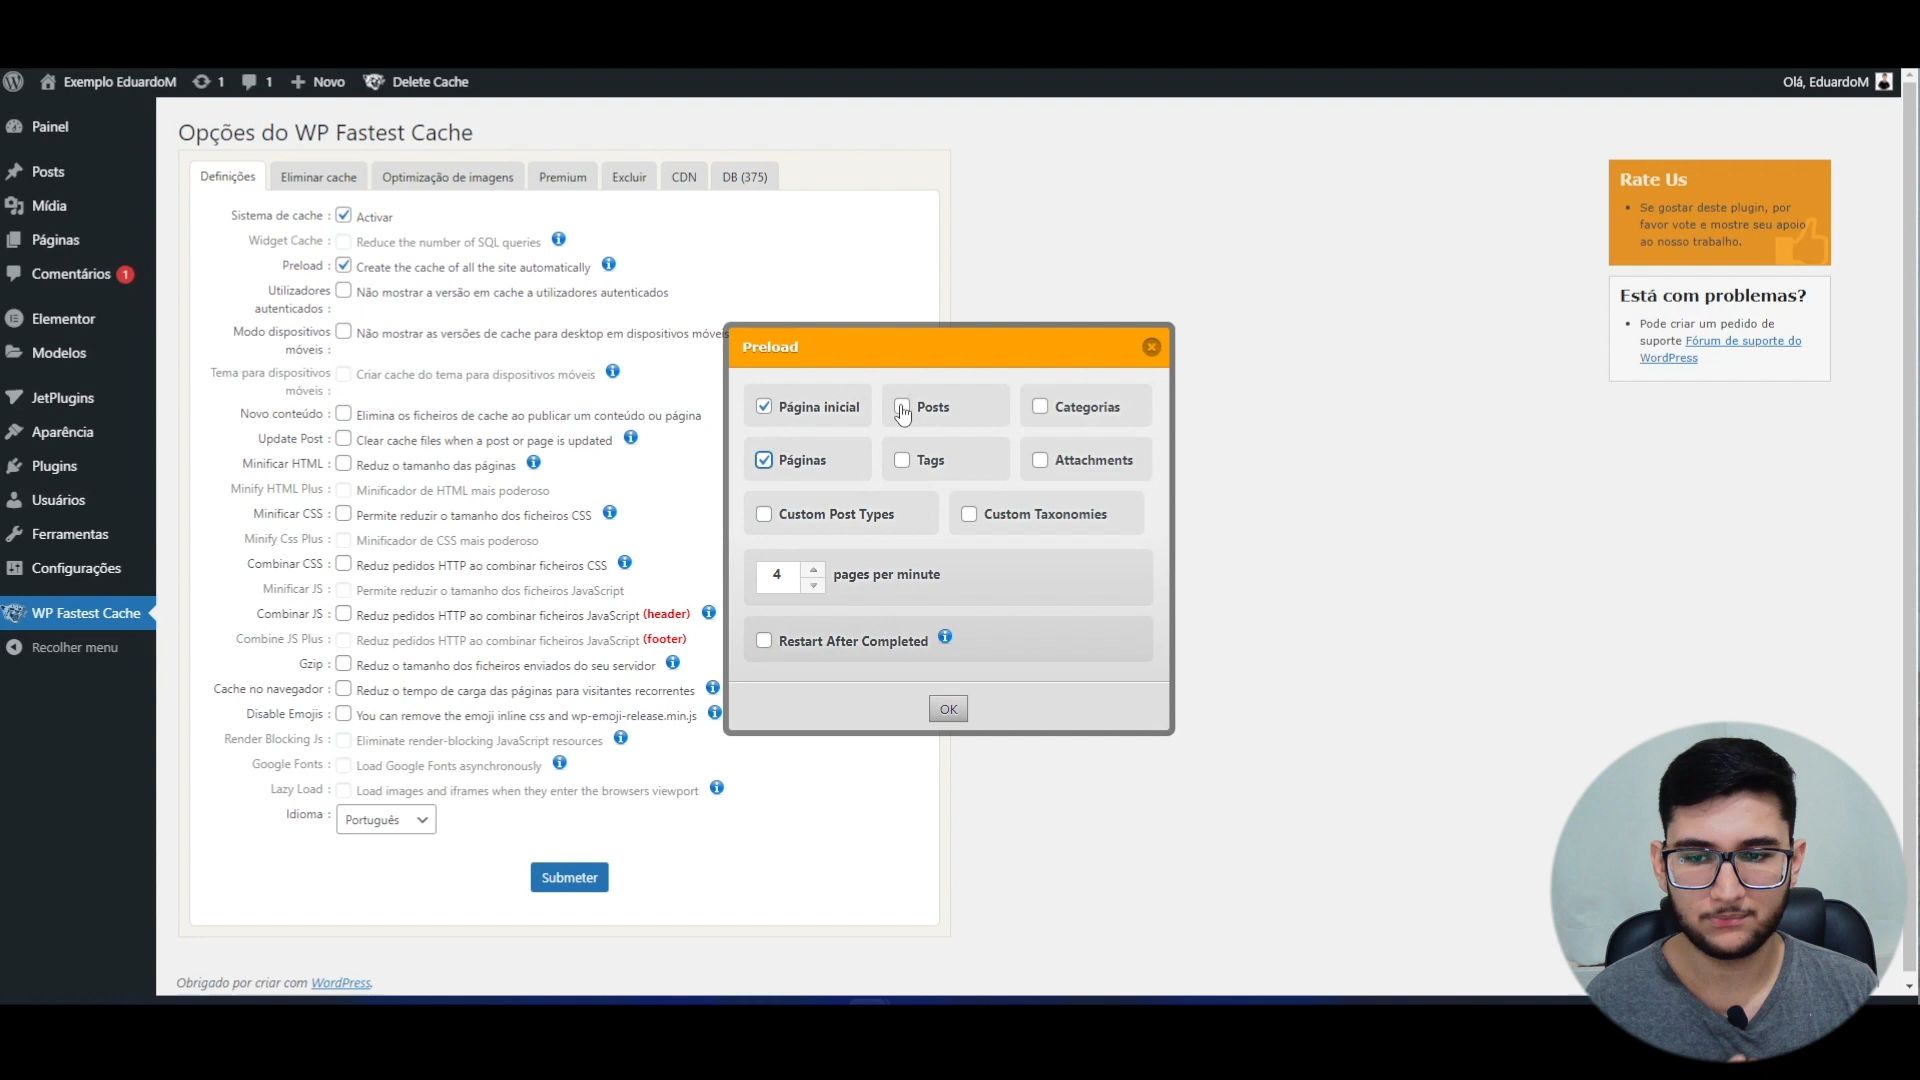 Exemplo EduardoM 1 1 Novo Delete Cache Olá, EduardoM
Painel
Posts
Mídia
Páginas
Comentários 1
Elementor
Modelos
JetPlugins
Aparência
Plugins
Usuários
Ferramentas
Configurações
WP Fastest Cache
Recolher menu
Opções do WP Fastest Cache
Definições Eliminar cache Optimização de imagens Premium Excluir CDN DB (375)
Sistema de cache : Activar
Widget Cache : Reduce the number of SQL queries
Preload : Create the cache of all the site automatically
Utilizadores autenticados : Não mostrar a versão em cache a utilizadores autenticados
Modo dispositivos móveis : Não mostrar as versões de cache para desktop em dispositivos móveis
Tema para dispositivos móveis : Criar cache do tema para dispositivos móveis
Novo conteúdo : Elimina os ficheiros de cache ao publicar um conteúdo ou página
Update Post : Clear cache files when a post or page is updated
Minificar HTML : Reduz o tamanho das páginas
Minify HTML Plus : Minificador de HTML mais poderoso
Minificar CSS : Permite reduzir o tamanho dos ficheiros CSS
Minify Css Plus : Minificador de CSS mais poderoso
Combinar CSS : Reduz pedidos HTTP ao combinar ficheiros CSS
Minificar JS : Permite reduzir o tamanho dos ficheiros JavaScript
Combinar JS : Reduz pedidos HTTP ao combinar ficheiros JavaScript (header)
Combine JS Plus : Reduz pedidos HTTP ao combinar ficheiros JavaScript (footer)
Gzip : Reduz o tamanho dos ficheiros enviados do seu servidor
Cache no navegador : Reduz o tempo de carga das páginas para visitantes recorrentes
Disable Emojis : You can remove the emoji inline css and wp-emoji-release.min.js
Render Blocking Js : Eliminate render-blocking JavaScript resources
Google Fonts : Load Google Fonts asynchronously
Lazy Load : Load images and iframes when they enter the browsers viewport
Idioma : Português
Submeter
Obrigado por criar com WordPress.
Preload
Página inicial Posts Categorias
Páginas Tags Attachments
Custom Post Types Custom Taxonomies
4 pages per minute
Restart After Completed
OK
Rate Us
Se gostar deste plugin, por
favor vote e mostre seu apoio
ao nosso trabalho.
Está com problemas?
Pode criar um pedido de
suporte Fórum de suporte do
WordPress